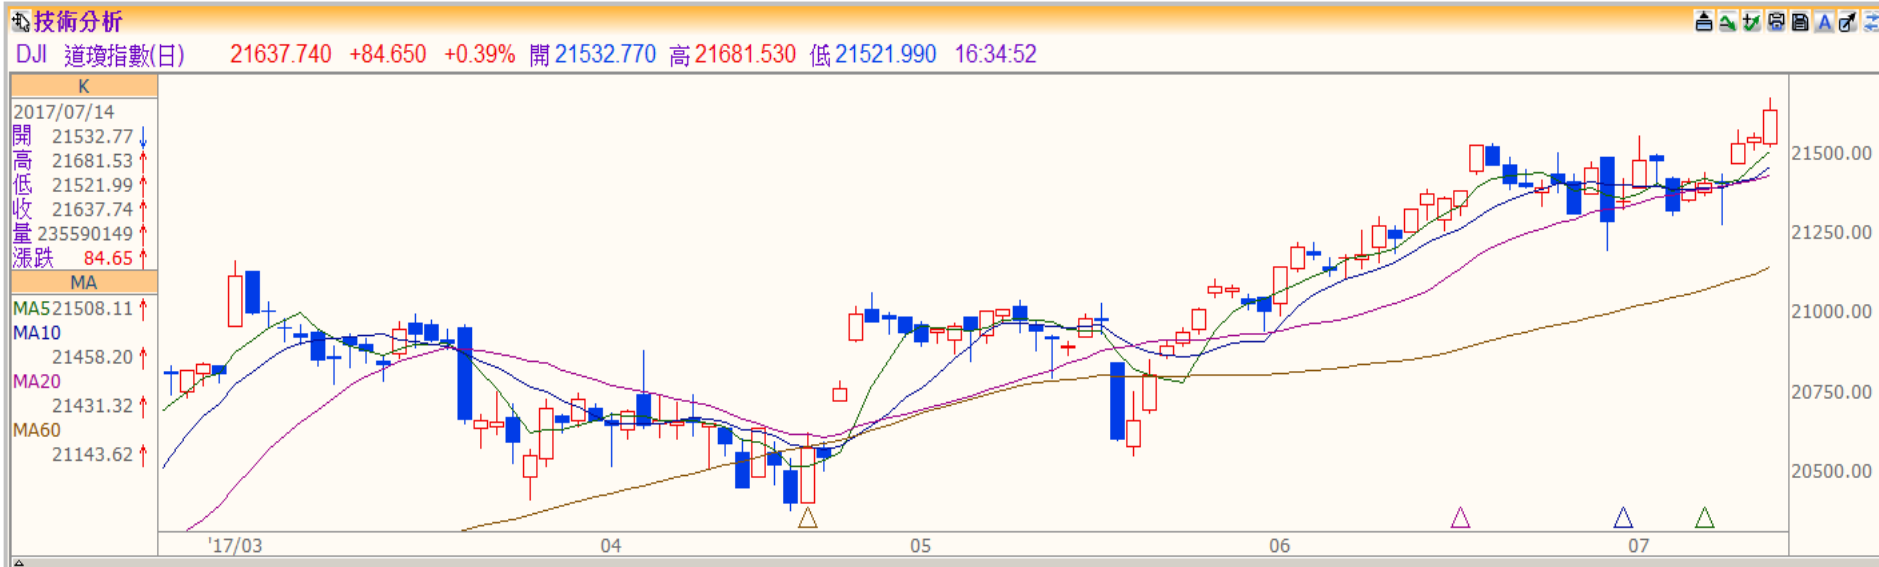 技術分析
A
DJI 道瓊指數(日) 21637.740 +84.650 +0.39% 開 21532.770 高 21681.530 低 21521.990 16:34:52
K
2017/07/14
開 21532.77
高 21681.53
低 21521.99
收 21637.74
量 235590149
漲跌 84.65
MA
MA5 21508.11
MA10
21458.20
MA20
21431.32
MA60
21143.62
21500.00
21250.00
21000.00
20750.00
20500.00
'17/03 04 05 06 07